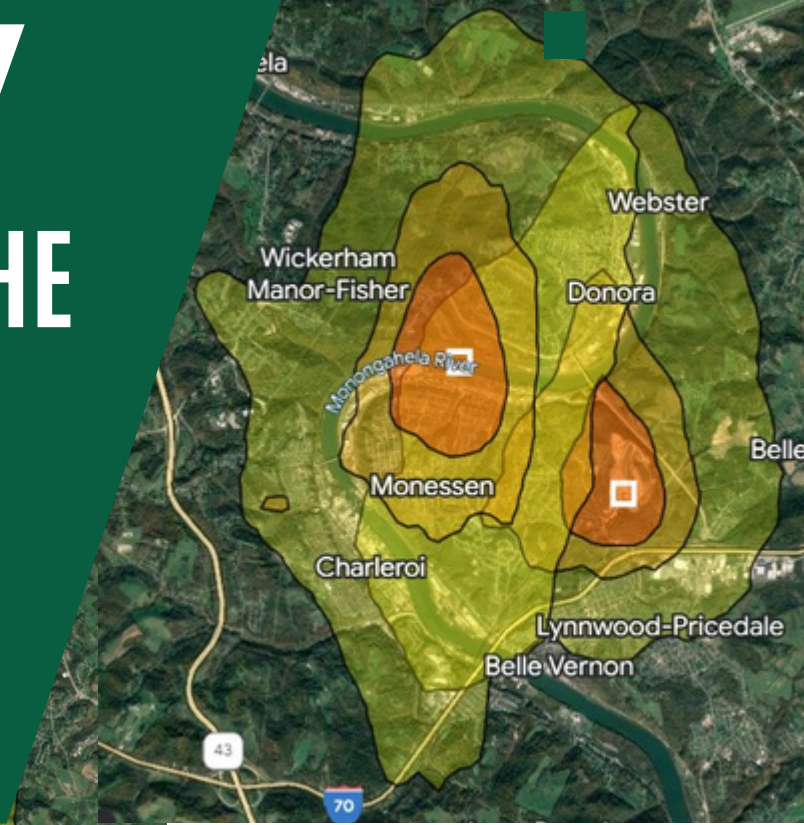 HE
ela
Webster
Wickerham
Manor-Fisher
Donora
Monongahela River
Belle
Monessen
Charleroi
Lynnwood-Pricedale
Belle Vernon
43
70